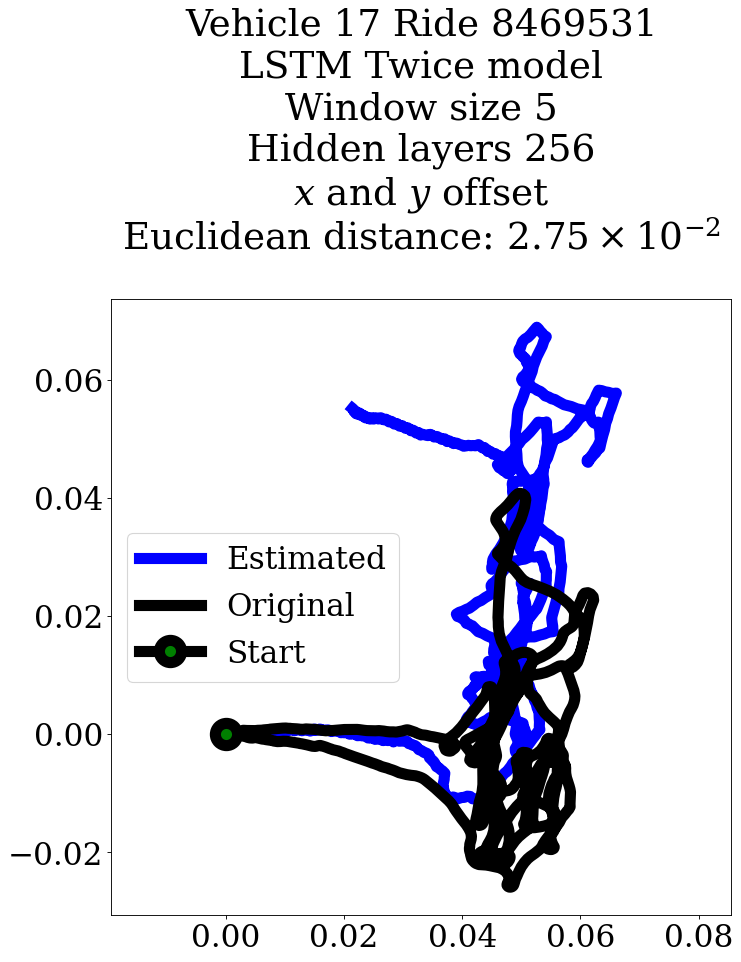 Vehicle 17 Ride 8469531
LSTM Twice model
Window size 5
Hidden layers 256
x and y offset
Euclidean distance: 2.75 × 10⁻²
0.06
0.04
Estimated
Original
0.02
Start
0.00
−0.02
0.00 0.02 0.04 0.06 0.08